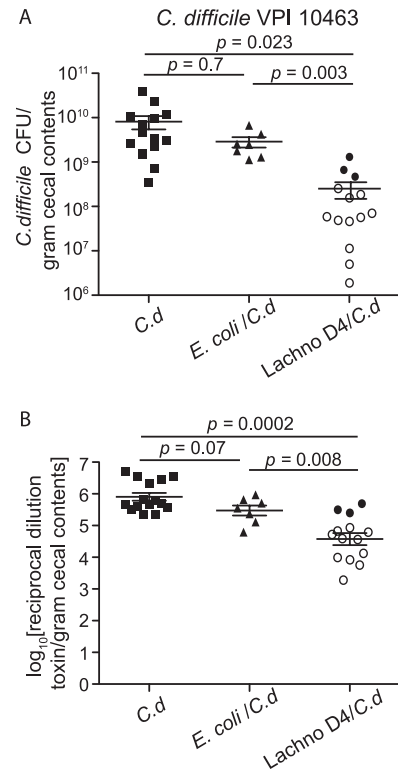 A
C. difficile VPI 10463
p = 0.023
p = 0.7
p = 0.003
C.difficile CFU/
gram cecal contents
10¹¹
10¹⁰
10⁹
10⁸
10⁷
10⁶
C.d
E. coli /C.d
Lachno D4/C.d
B
p = 0.0002
p = 0.07
p = 0.008
log₁₀[reciprocal dilution
toxin/gram cecal contents]
7
6
5
4
3
2
1
0
C.d
E. coli /C.d
Lachno D4/C.d